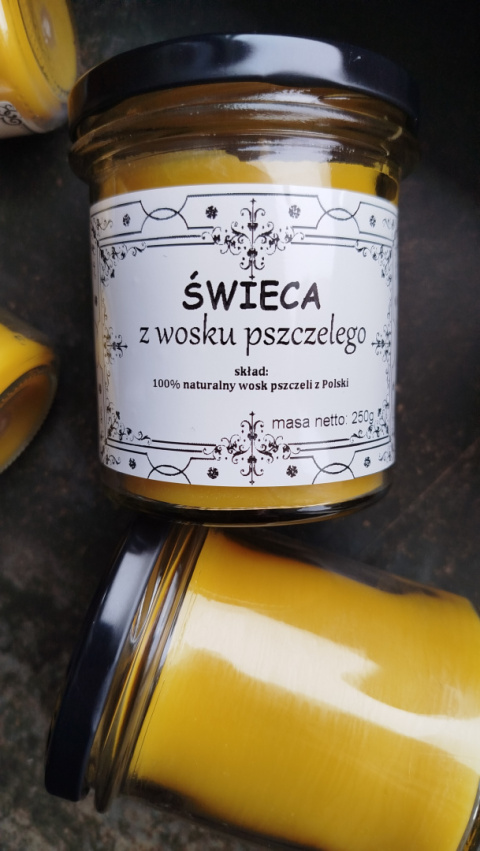 ŚWIECA
z wosku pszczelego
skład:
100% naturalny wosk pszczeli z Polski
masa netto: 250g